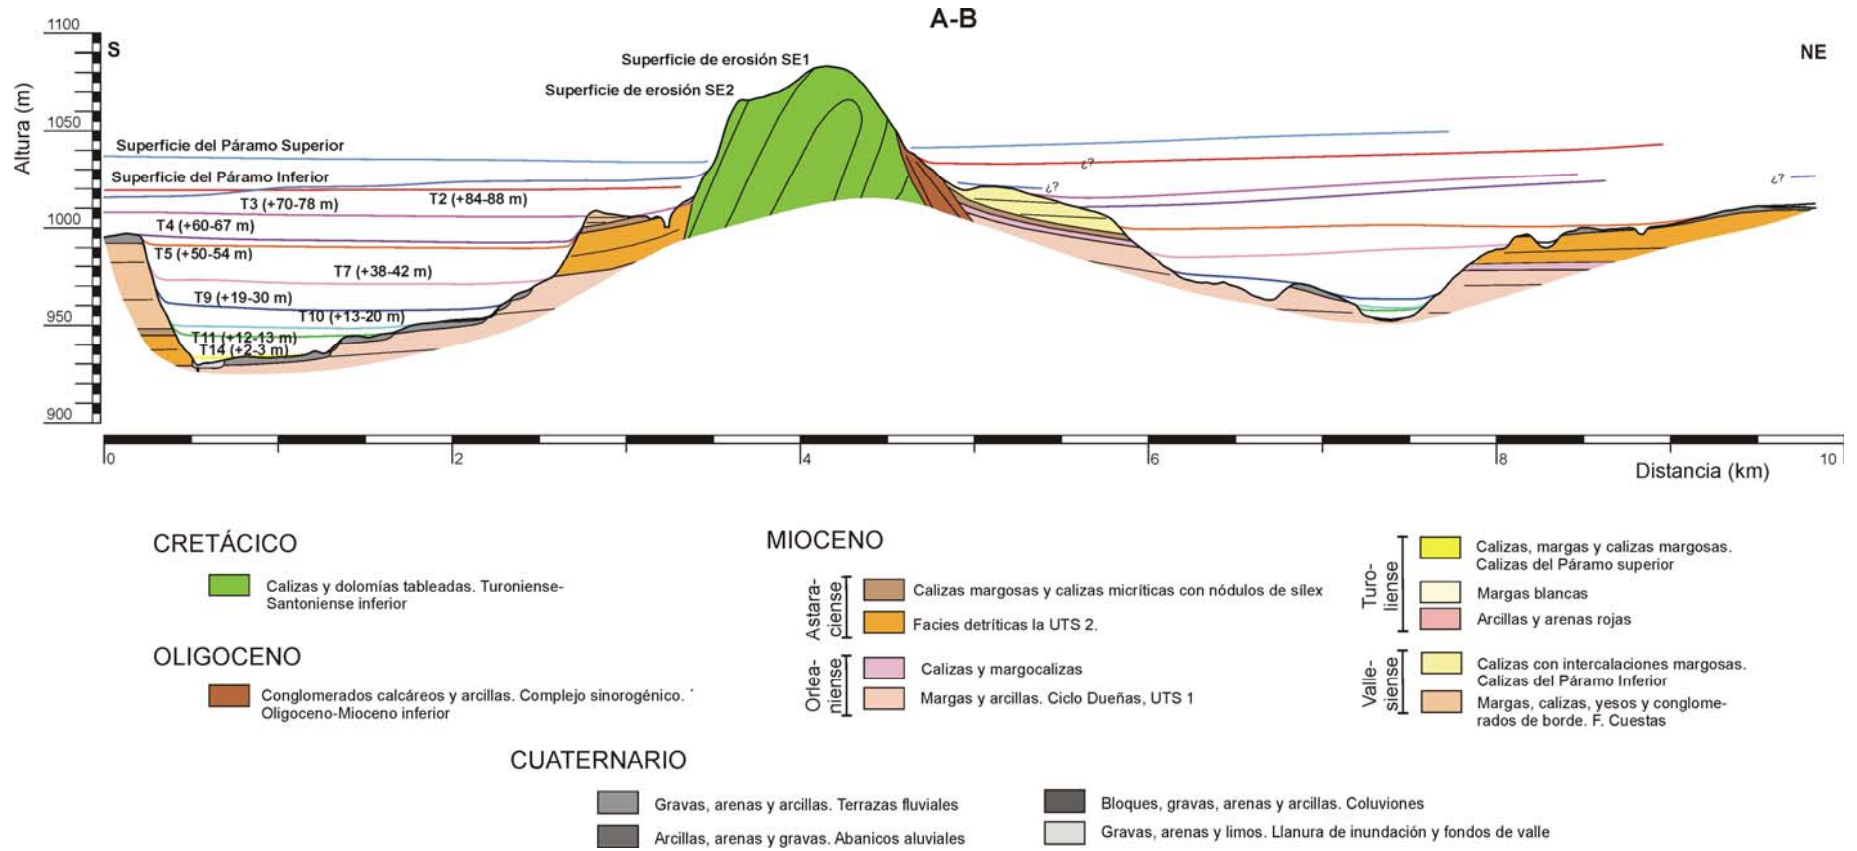 A-B
1100
1050
1000
950
900
Altura (m)
S
NE
Superficie de erosión SE1
Superficie de erosión SE2
Superficie del Páramo Superior
Superficie del Páramo Inferior
T2 (+84-88 m)
T3 (+70-78 m)
T4 (+60-67 m)
T5 (+50-54 m)
T7 (+38-42 m)
T9 (+19-30 m)
T10 (+13-20 m)
T11 (+12-13 m)
T14 (+2-3 m)
¿?
¿?
¿?
0
2
4
6
8
10
Distancia (km)
CRETÁCICO
Calizas y dolomías tableadas. Turoniense-
Santoniense inferior
OLIGOCENO
Conglomerados calcáreos y arcillas. Complejo sinorogénico.
Oligoceno-Mioceno inferior
MIOCENO
Astara-
ciense
Calizas margosas y calizas micríticas con nódulos de sílex
Facies detríticas la UTS 2.
Orlea-
niense
Calizas y margocalizas
Margas y arcillas. Ciclo Dueñas, UTS 1
Turo-
liense
Calizas, margas y calizas margosas.
Calizas del Páramo superior
Margas blancas
Arcillas y arenas rojas
Valle-
siense
Calizas con intercalaciones margosas.
Calizas del Páramo Inferior
Margas, calizas, yesos y conglome-
rados de borde. F. Cuestas
CUATERNARIO
Gravas, arenas y arcillas. Terrazas fluviales
Arcillas, arenas y gravas. Abanicos aluviales
Bloques, gravas, arenas y arcillas. Coluviones
Gravas, arenas y limos. Llanura de inundación y fondos de valle